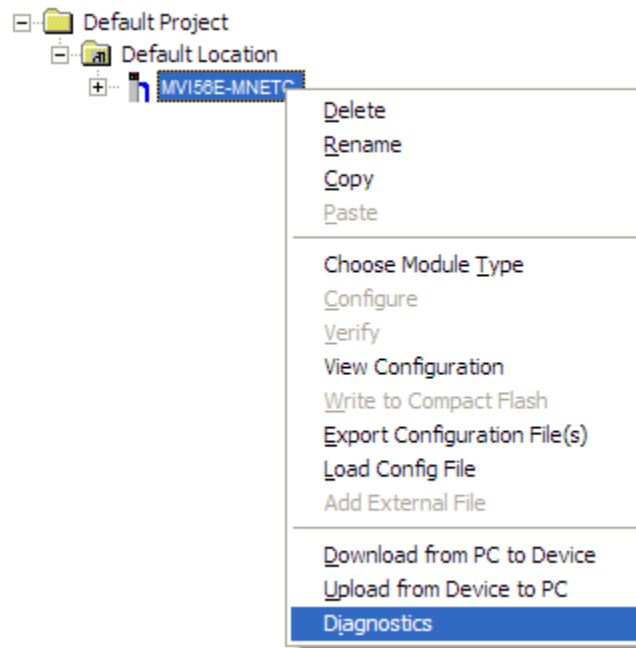 Default Project
Default Location
MVI56E-MNETC
Delete
Rename
Copy
Paste
Choose Module Type
Configure
Verify
View Configuration
Write to Compact Flash
Export Configuration File(s)
Load Config File
Add External File
Download from PC to Device
Upload from Device to PC
Diagnostics